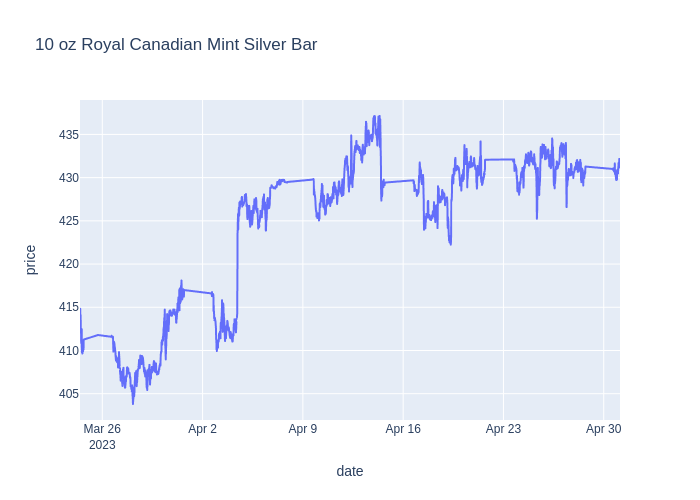 10 oz Royal Canadian Mint Silver Bar
435
430
425
420
415
410
405
price
Mar 26
2023
Apr 2
Apr 9
Apr 16
Apr 23
Apr 30
date